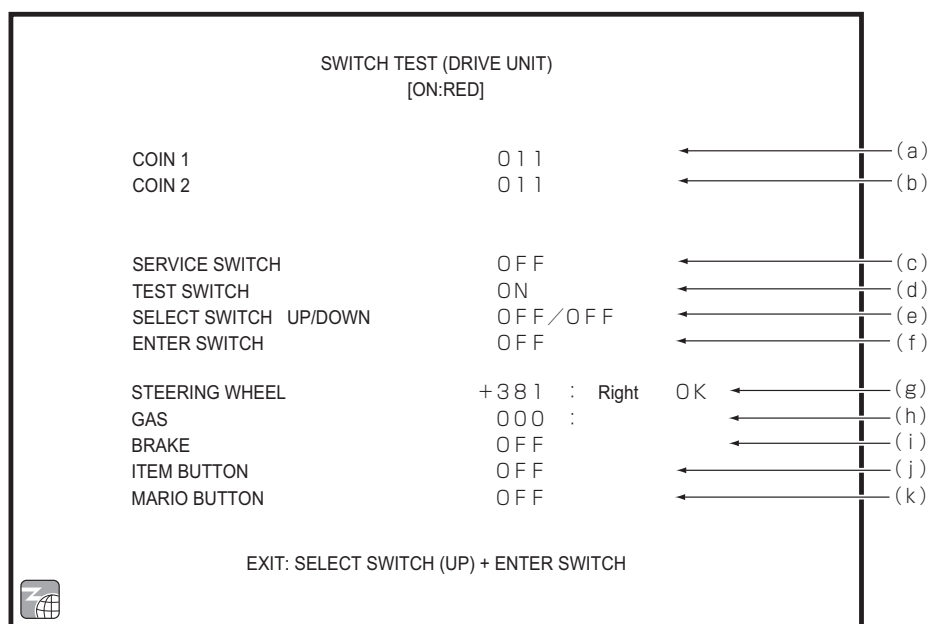 SWITCH TEST (DRIVE UNIT)
[ON:RED]
COIN 1 011 (a)
COIN 2 011 (b)
SERVICE SWITCH OFF (c)
TEST SWITCH ON (d)
SELECT SWITCH UP/DOWN OFF/OFF (e)
ENTER SWITCH OFF (f)
STEERING WHEEL +381 : Right OK (g)
GAS 000 : (h)
BRAKE OFF (i)
ITEM BUTTON OFF (j)
MARIO BUTTON OFF (k)
EXIT: SELECT SWITCH (UP) + ENTER SWITCH